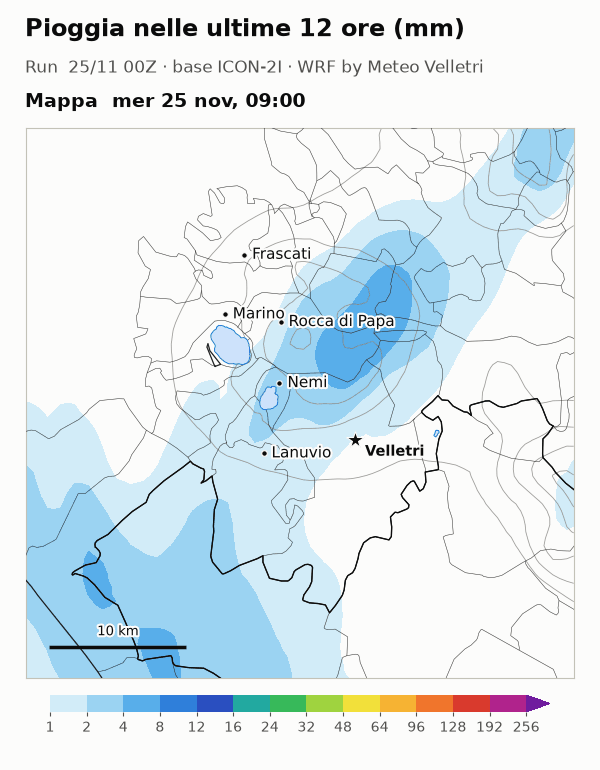 Pioggia nelle ultime 12 ore (mm)
Run  25/11 00Z · base ICON-2I · WRF by Meteo Velletri
Mappa  mer 25 nov, 09:00
Frascati
Marino
Rocca di Papa
Nemi
Velletri
Lanuvio
10 km
1 2 4 8 12 16 24 32 48 64 96 128 192 256